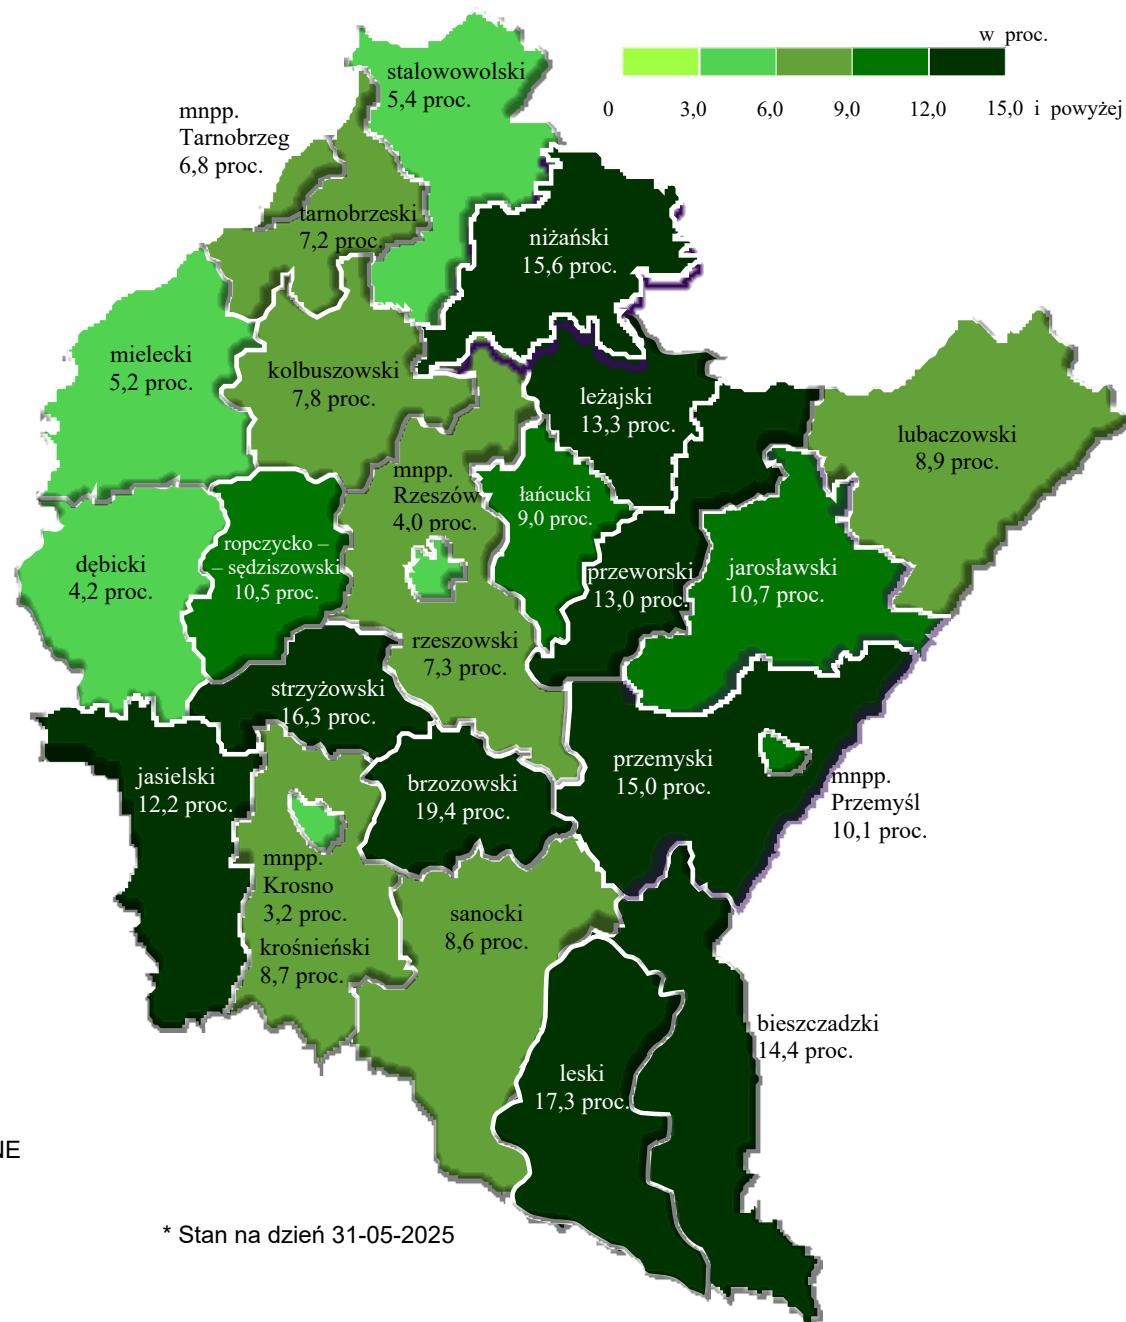 w proc.
0 3,0 6,0 9,0 12,0 15,0 i powyżej
stalowowolski
5,4 proc.
mnpp.
Tarnobrzeg
6,8 proc.
tarnobrzeski
7,2 proc.
niżański
15,6 proc.
mielecki
5,2 proc.
kolbuszowski
7,8 proc.
leżajski
13,3 proc.
lubaczowski
8,9 proc.
mnpp.
Rzeszów
4,0 proc.
łańcucki
9,0 proc.
dębicki
4,2 proc.
ropczycko –
– sędziszowski
10,5 proc.
przeworski
13,0 proc.
jarosławski
10,7 proc.
rzeszowski
7,3 proc.
strzyżowski
16,3 proc.
jasielski
12,2 proc.
brzozowski
19,4 proc.
przemyski
15,0 proc.
mnpp.
Przemyśl
10,1 proc.
mnpp.
Krosno
3,2 proc.
krośnieński
8,7 proc.
sanocki
8,6 proc.
bieszczadzki
14,4 proc.
leski
17,3 proc.
NE
* Stan na dzień 31-05-2025